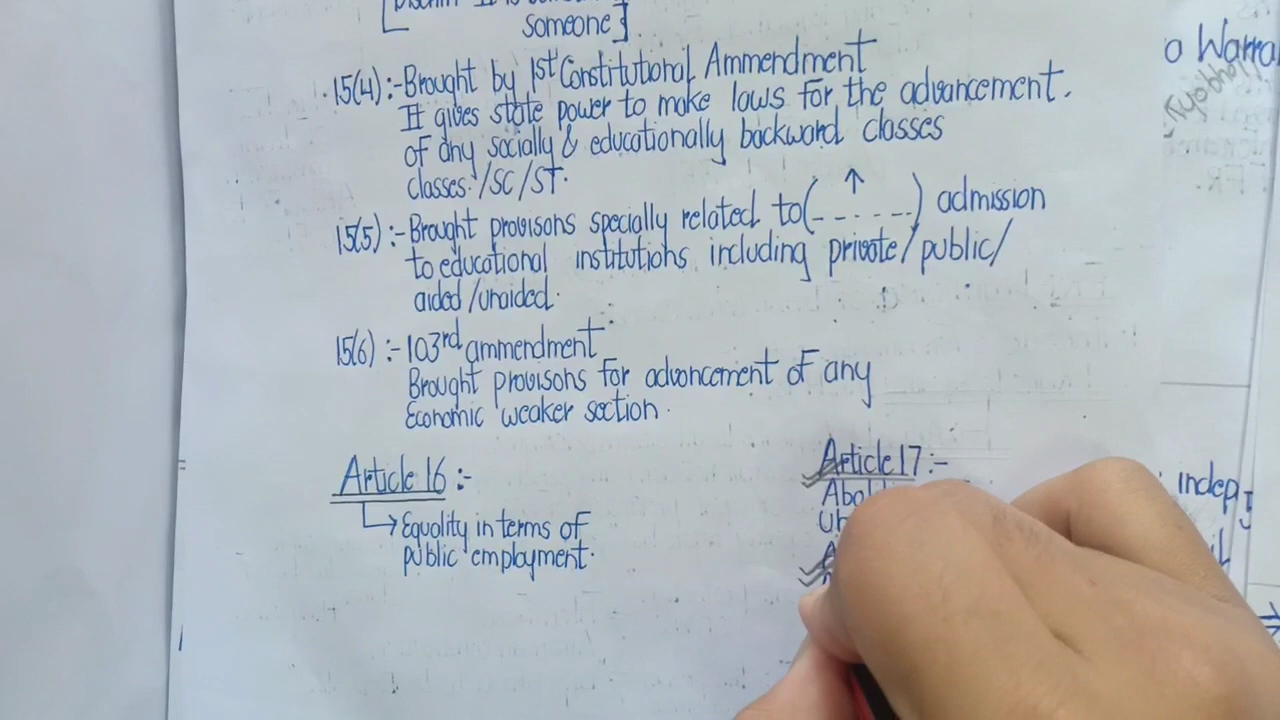 someone].
15(4):- Brought by 1st Constitutional Ammendment
It gives state power to make laws for the advancement.
of any socially & educationally backward classes
classes./SC/ST.
15(5):- Brought provisons specially related to(-----) admission
to educational institutions including private/public/
aided/unaided.
15(6):- 103rd ammendment
Brought provisons for advancement of any
Economic weaker section.
Article 16:-
Equality in terms of
public employment.
Article 17:-